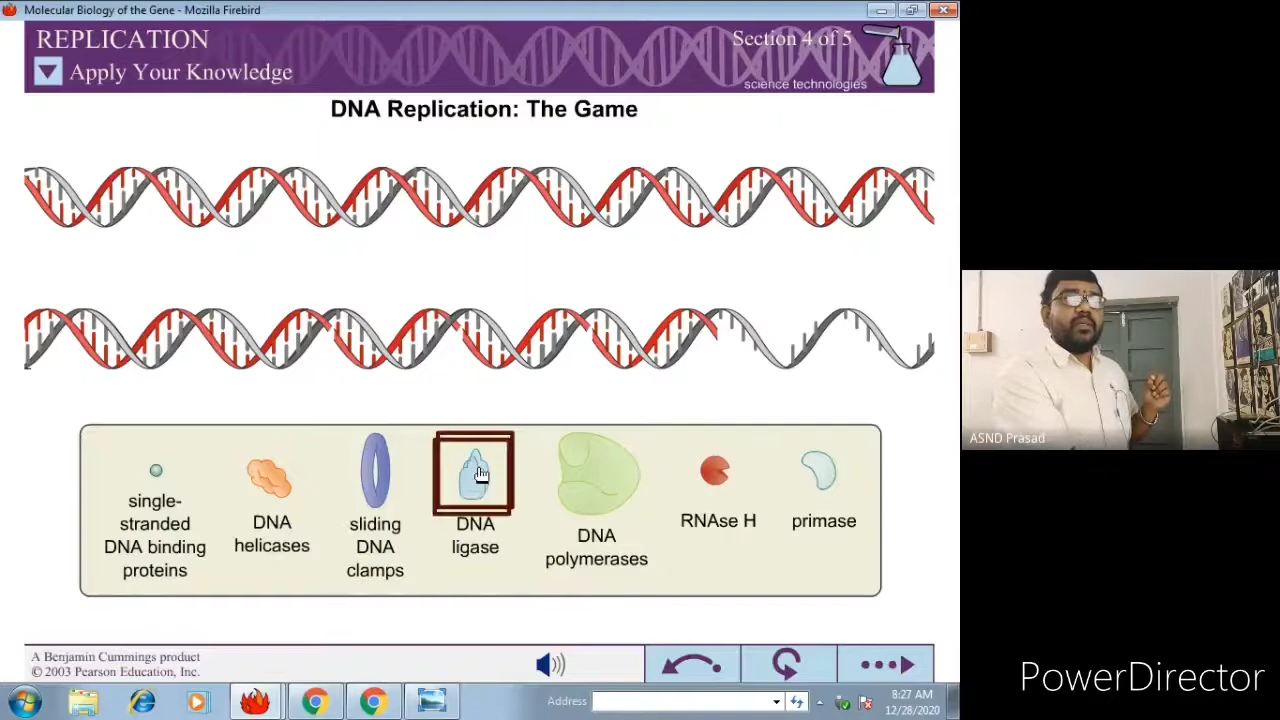 Molecular Biology of the Gene - Mozilla Firebird
REPLICATION
Section 4 of 5
Apply Your Knowledge
science technologies
DNA Replication: The Game
single-
stranded
DNA binding
proteins
DNA
helicases
sliding
DNA
clamps
DNA
ligase
DNA
polymerases
RNAse H
primase
ASND Prasad
A Benjamin Cummings product
© 2003 Pearson Education, Inc.
Address
8:27 AM
12/28/2020
PowerDirector